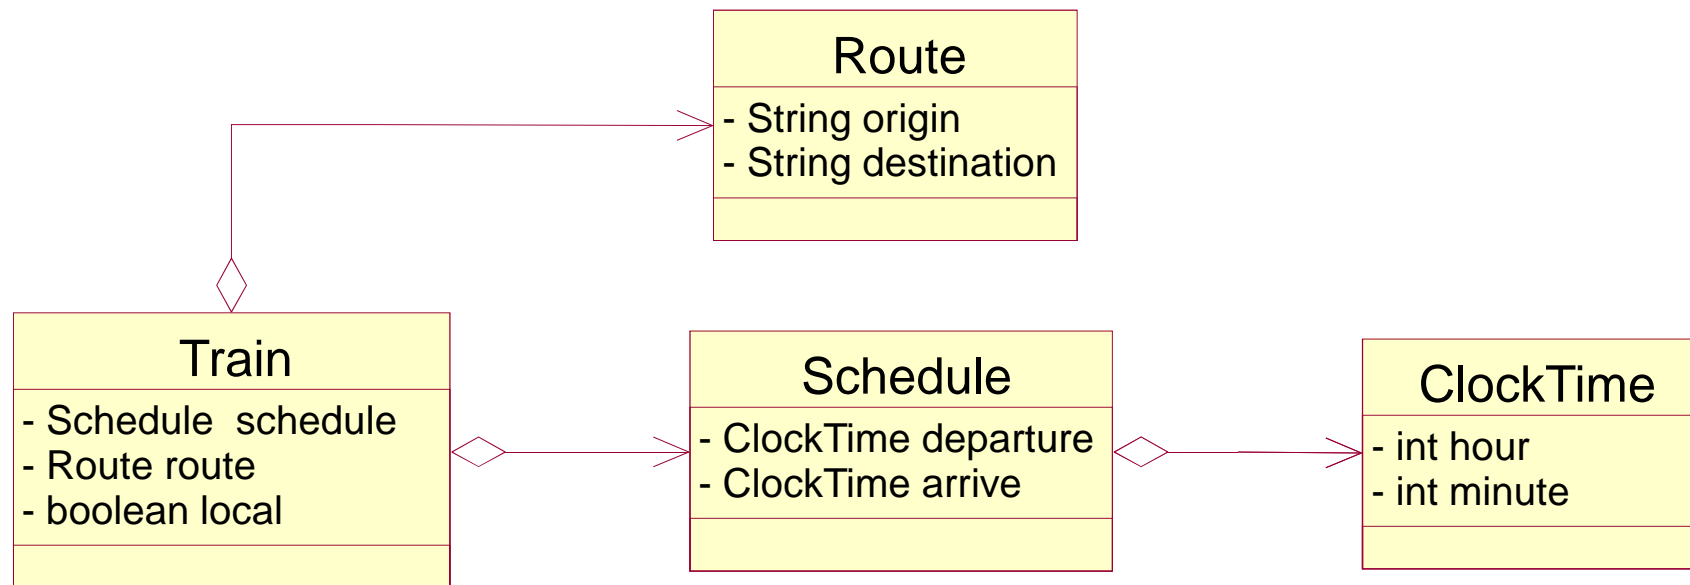 Route
- String origin
- String destination
Train
- Schedule  schedule
- Route route
- boolean local
Schedule
- ClockTime departure
- ClockTime arrive
ClockTime
- int hour
- int minute